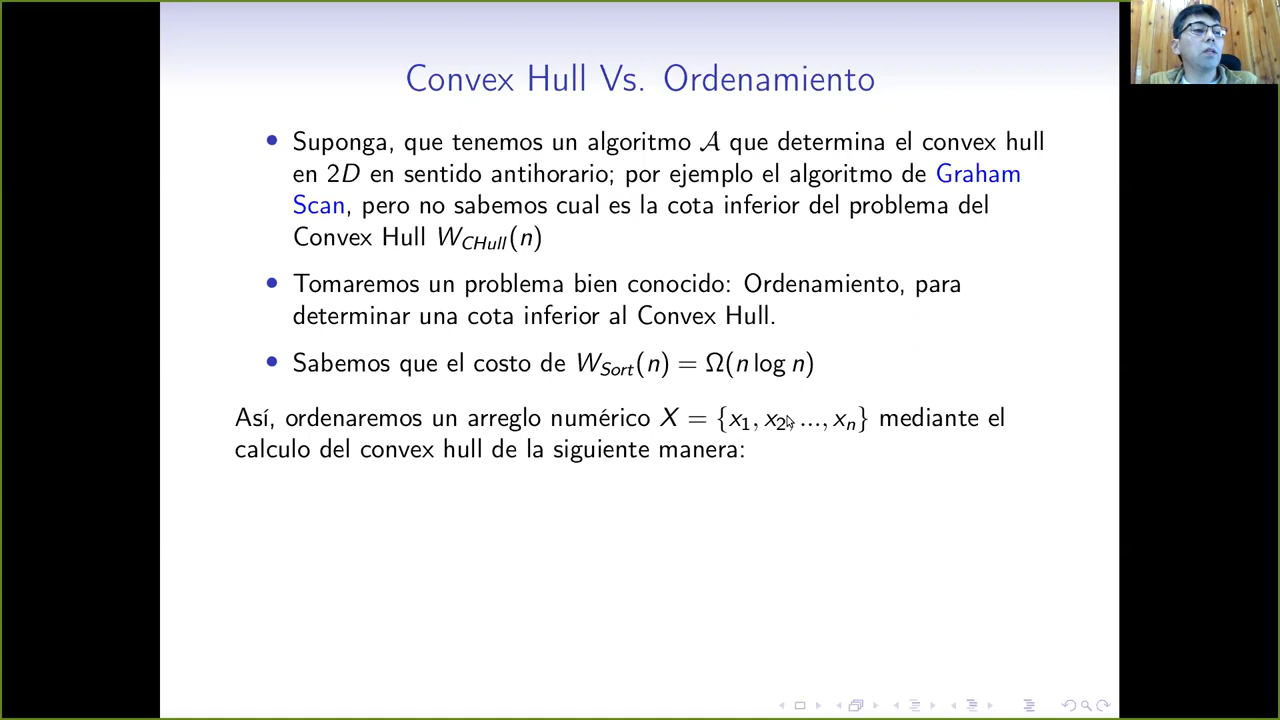 Convex Hull Vs. Ordenamiento
• Suponga, que tenemos un algoritmo 𝒜 que determina el convex hull
en 2D en sentido antihorario; por ejemplo el algoritmo de Graham
Scan, pero no sabemos cual es la cota inferior del problema del
Convex Hull W_CHull(n)
• Tomaremos un problema bien conocido: Ordenamiento, para
determinar una cota inferior al Convex Hull.
• Sabemos que el costo de W_Sort(n) = Ω(n log n)
Así, ordenaremos un arreglo numérico X = {x₁, x₂, ..., xₙ} mediante el
calculo del convex hull de la siguiente manera: